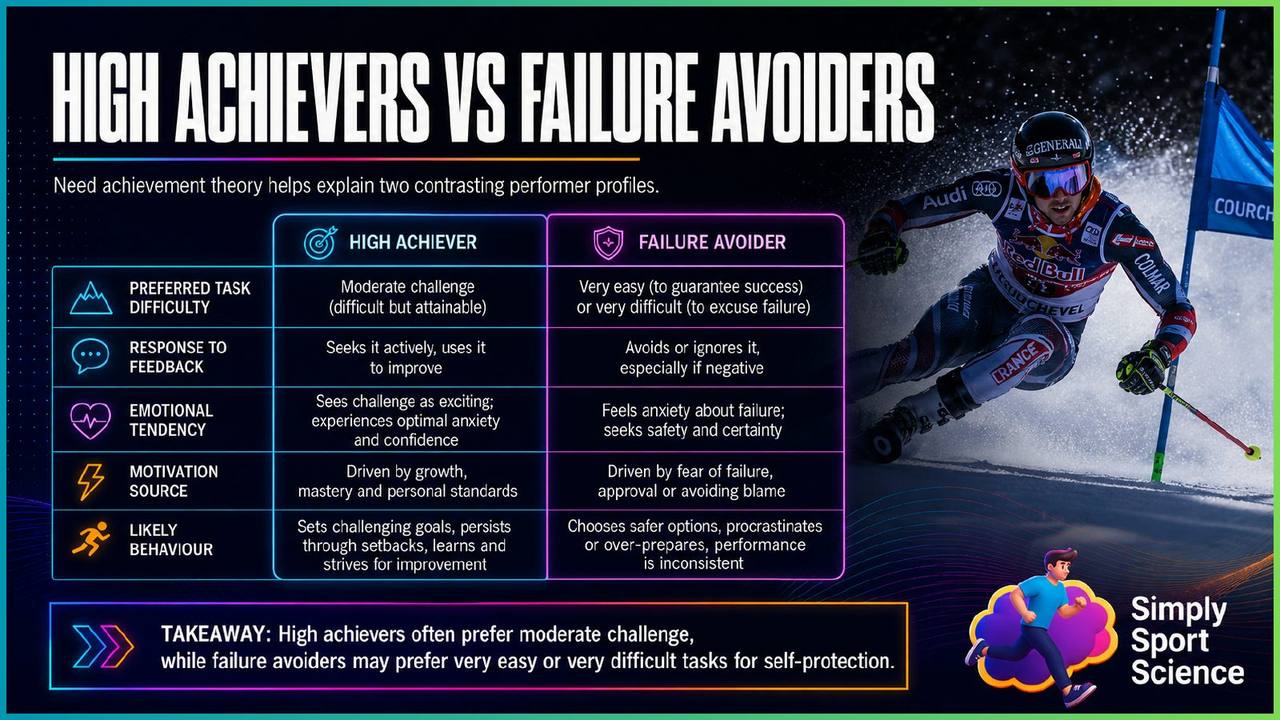 HIGH ACHIEVERS VS FAILURE AVOIDERS
Need achievement theory helps explain two contrasting performer profiles.
HIGH ACHIEVER
FAILURE AVOIDER
PREFERRED TASK
DIFFICULTY
Moderate challenge
(difficult but attainable)
Very easy (to guarantee success)
or very difficult (to excuse failure)
RESPONSE TO
FEEDBACK
Seeks it actively, uses it
to improve
Avoids or ignores it,
especially if negative
EMOTIONAL
TENDENCY
Sees challenge as exciting;
experiences optimal anxiety
and confidence
Feels anxiety about failure;
seeks safety and certainty
MOTIVATION
SOURCE
Driven by growth,
mastery and personal standards
Driven by fear of failure,
approval or avoiding blame
LIKELY
BEHAVIOUR
Sets challenging goals, persists
through setbacks, learns and
strives for improvement
Chooses safer options, procrastinates
or over-prepares, performance
is inconsistent
TAKEAWAY: High achievers often prefer moderate challenge,
while failure avoiders may prefer very easy or very difficult tasks for self-protection.
GENERALI
Audi
RedBull
COLMAR
COURCH
Simply
Sport
Science